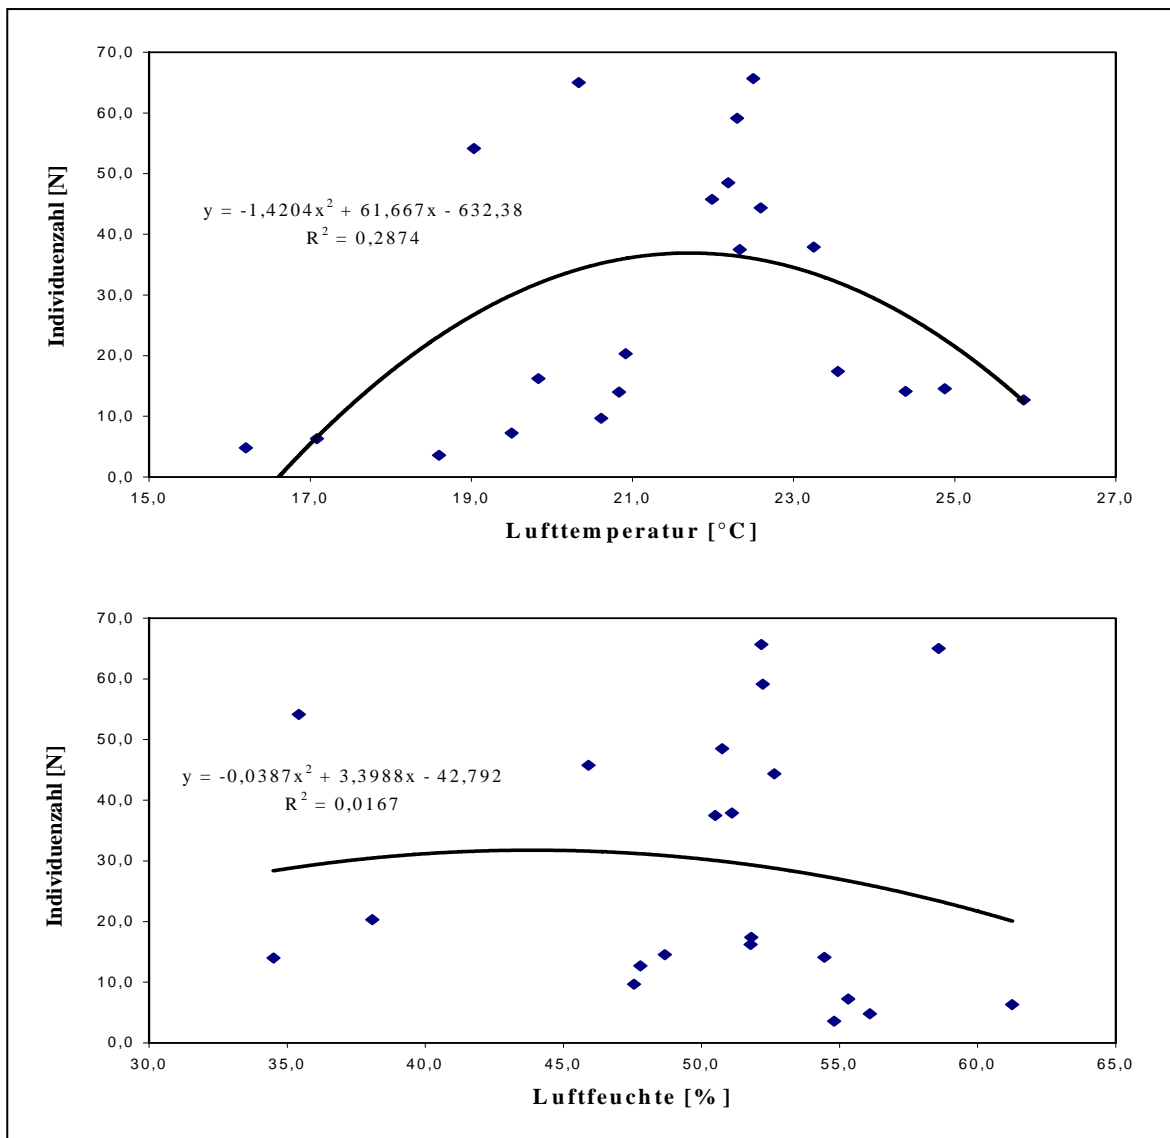 70,0
60,0
50,0
40,0
30,0
20,0
10,0
0,0
Individuenzahl [N]
y = -1,4204x² + 61,667x - 632,38
R² = 0,2874
15,0 17,0 19,0 21,0 23,0 25,0 27,0
Lufttemperatur [°C]
70,0
60,0
50,0
40,0
30,0
20,0
10,0
0,0
Individuenzahl [N]
y = -0,0387x² + 3,3988x - 42,792
R² = 0,0167
30,0 35,0 40,0 45,0 50,0 55,0 60,0 65,0
Luftfeuchte [%]